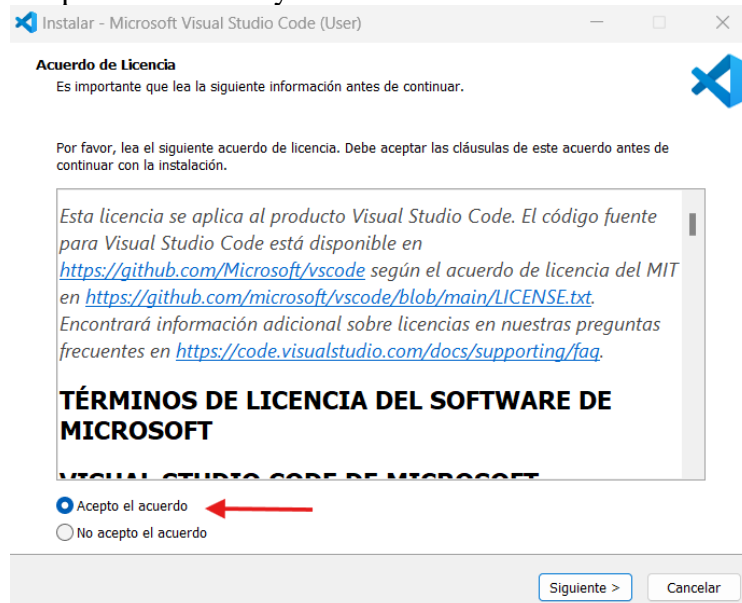 Instalar - Microsoft Visual Studio Code (User)
Acuerdo de Licencia
Es importante que lea la siguiente información antes de continuar.
Por favor, lea el siguiente acuerdo de licencia. Debe aceptar las cláusulas de este acuerdo antes de
continuar con la instalación.
Esta licencia se aplica al producto Visual Studio Code. El código fuente
para Visual Studio Code está disponible en
https://github.com/Microsoft/vscode según el acuerdo de licencia del MIT
en https://github.com/microsoft/vscode/blob/main/LICENSE.txt.
Encontrará información adicional sobre licencias en nuestras preguntas
frecuentes en https://code.visualstudio.com/docs/supporting/faq.
TÉRMINOS DE LICENCIA DEL SOFTWARE DE
MICROSOFT
VISUAL STUDIO CODE DE MICROSOFT
Acepto el acuerdo
No acepto el acuerdo
Siguiente >
Cancelar